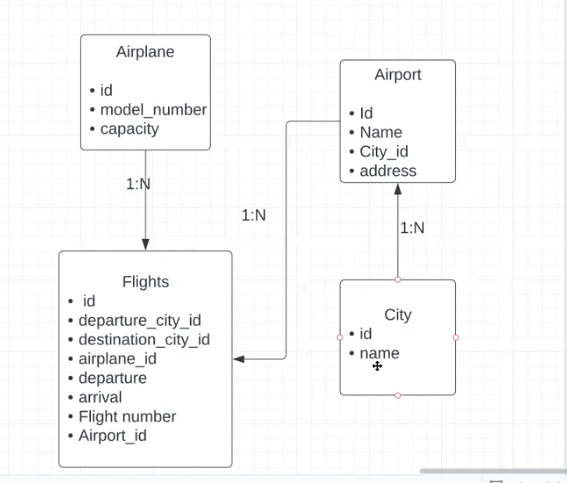 Airplane
• id
• model_number
• capacity
1:N
Flights
• id
• departure_city_id
• destination_city_id
• airplane_id
• departure
• arrival
• Flight number
• Airport_id
1:N
Airport
• Id
• Name
• City_id
• address
1:N
City
• id
• name